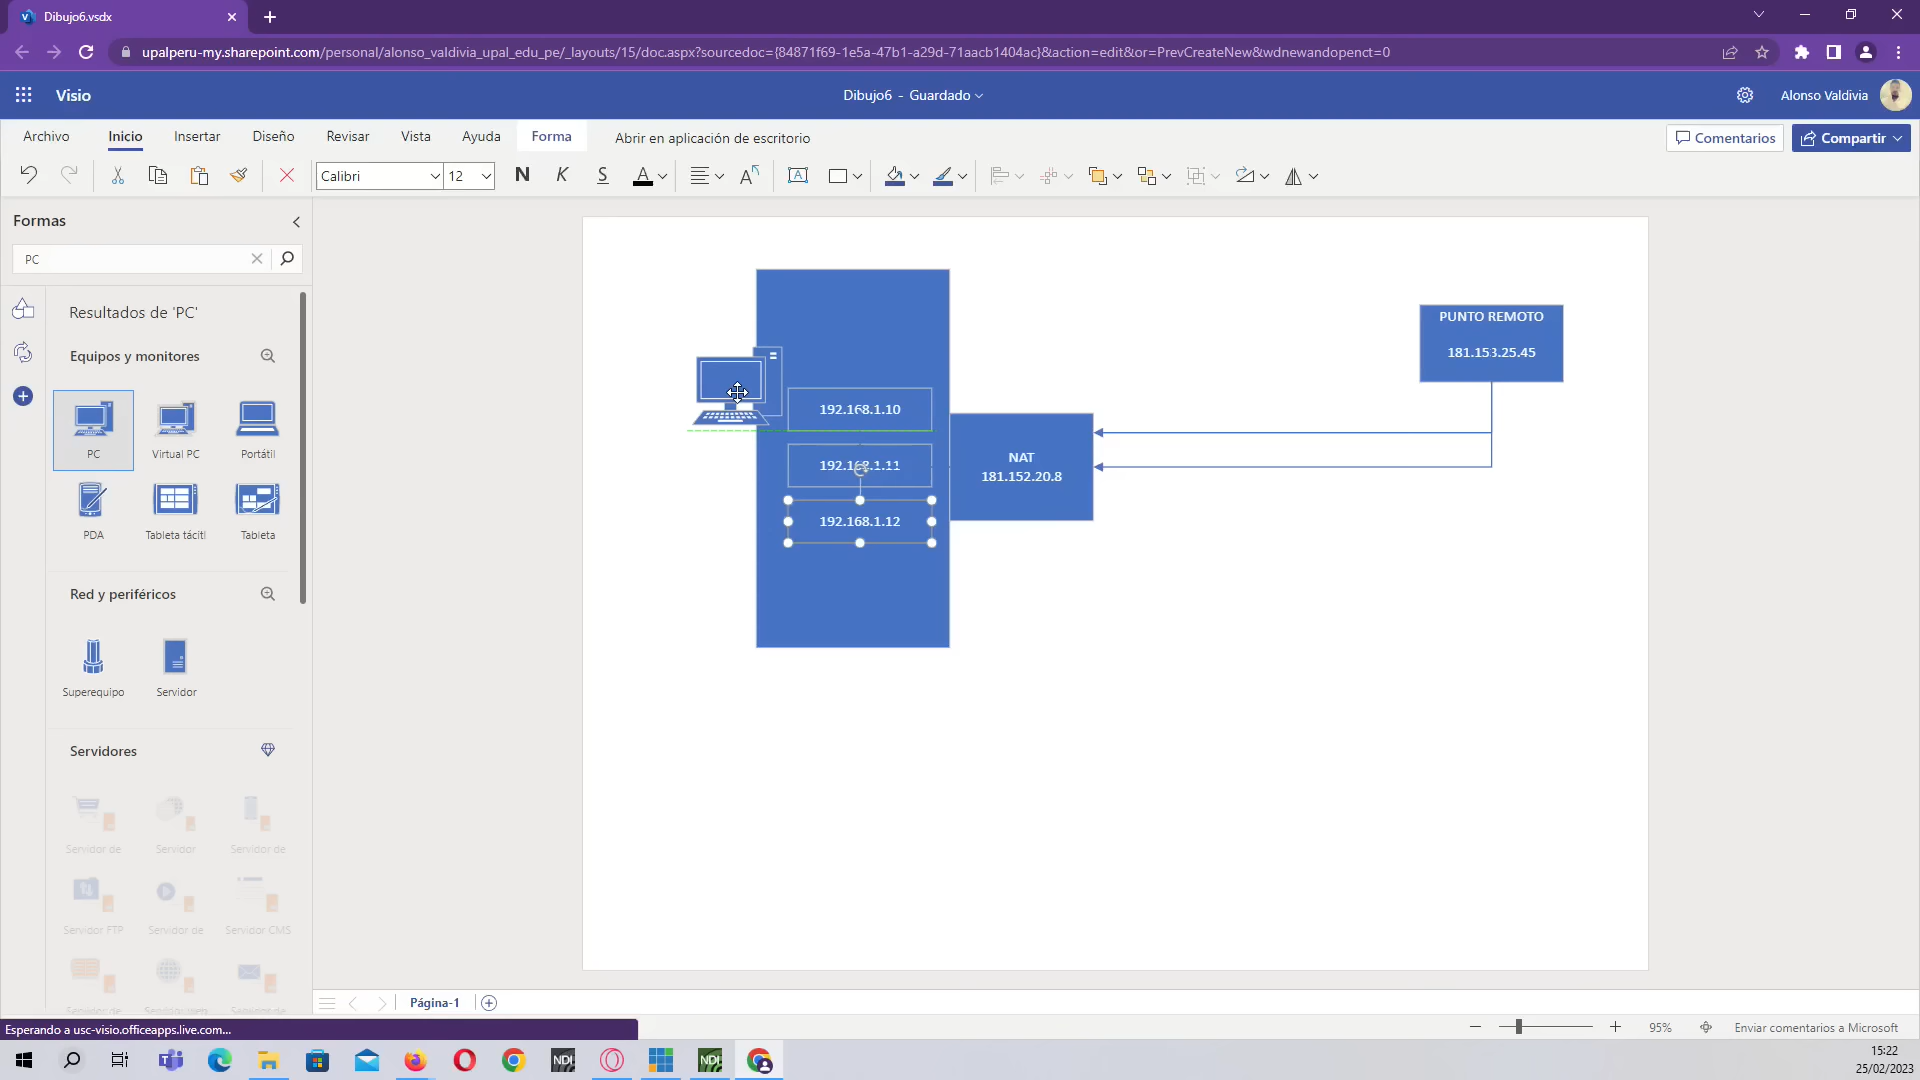 Dibujo6.vsdx
upalperu-my.sharepoint.com/personal/alonso_valdivia_upal_edu_pe/_layouts/15/doc.aspx?sourcedoc={84871f69-1e5a-47b1-a29d-71aacb1404ac}&action=edit&or=PrevCreateNew&wdnewandopenct=0
Visio
Dibujo6 - Guardado
Alonso Valdivia
Archivo Inicio Insertar Diseño Revisar Vista Ayuda Forma Abrir en aplicación de escritorio
Comentarios
Compartir
Calibri 12 N K S A
Formas
PC
Resultados de 'PC'
Equipos y monitores
PC Virtual PC Portátil
PDA Tableta táctil Tableta
Red y periféricos
Superequipo Servidor
Servidores
Servidor de Servidor Servidor de
Servidor FTP Servidor de Servidor CMS
192.168.1.10
192.168.1.11
192.168.1.12
NAT
181.152.20.8
PUNTO REMOTO
181.153.25.45
Página-1
Esperando a usc-visio.officeapps.live.com...
95%
Enviar comentarios a Microsoft
NDI
NDI
15:22
25/02/2023